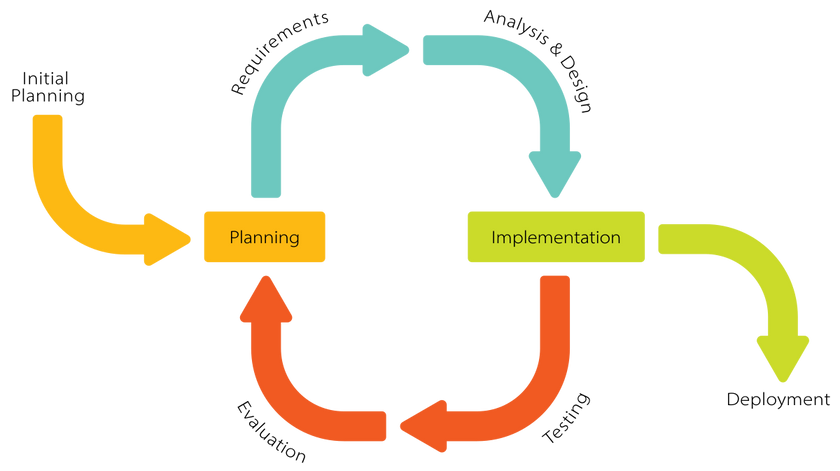 Initial
Planning
Requirements
Analysis & Design
Planning
Implementation
Deployment
Testing
Evaluation